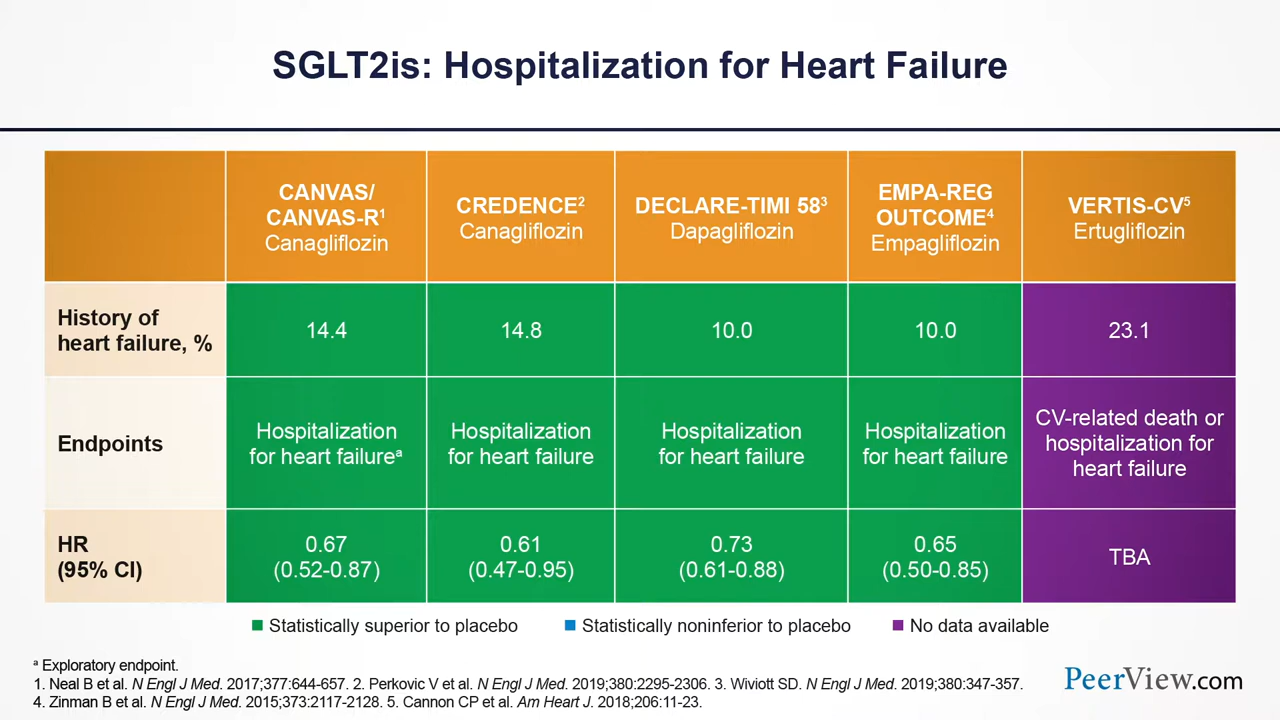 SGLT2is: Hospitalization for Heart Failure
CANVAS/
CANVAS-R¹
Canagliflozin
CREDENCE²
Canagliflozin
DECLARE-TIMI 58³
Dapagliflozin
EMPA-REG
OUTCOME⁴
Empagliflozin
VERTIS-CV⁵
Ertugliflozin
History of
heart failure, %
14.4
14.8
10.0
10.0
23.1
Endpoints
Hospitalization
for heart failureᵃ
Hospitalization
for heart failure
Hospitalization
for heart failure
Hospitalization
for heart failure
CV-related death or
hospitalization for
heart failure
HR
(95% CI)
0.67
(0.52-0.87)
0.61
(0.47-0.95)
0.73
(0.61-0.88)
0.65
(0.50-0.85)
TBA
Statistically superior to placebo
Statistically noninferior to placebo
No data available
ᵃ Exploratory endpoint.
1. Neal B et al. N Engl J Med. 2017;377:644-657. 2. Perkovic V et al. N Engl J Med. 2019;380:2295-2306. 3. Wiviott SD. N Engl J Med. 2019;380:347-357.
4. Zinman B et al. N Engl J Med. 2015;373:2117-2128. 5. Cannon CP et al. Am Heart J. 2018;206:11-23.
PeerView.com